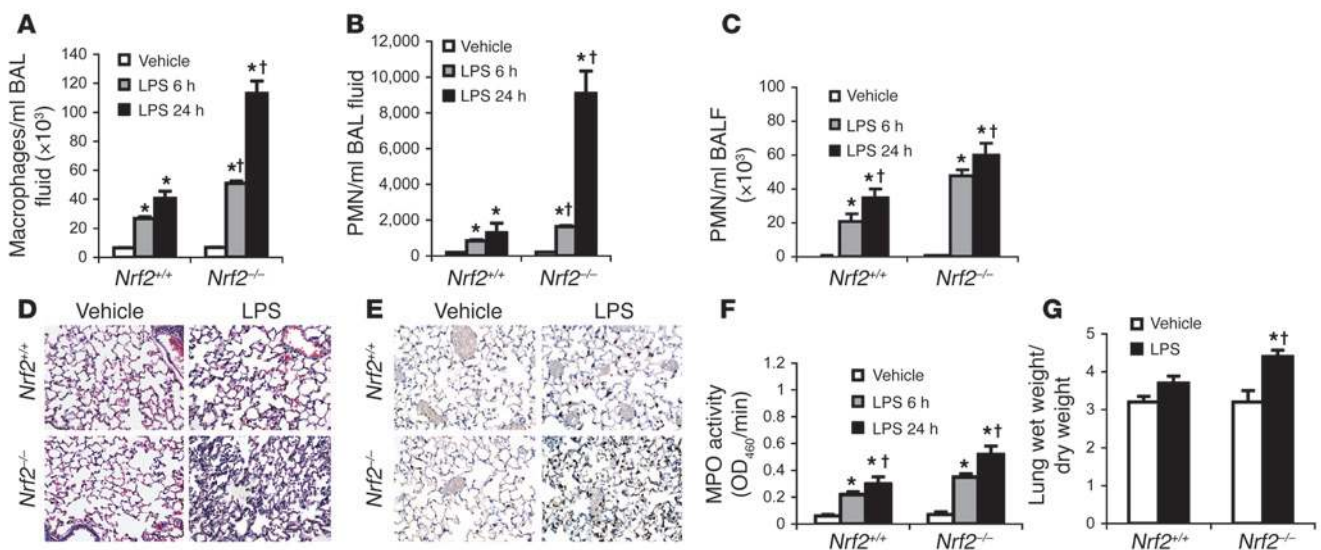 A
Macrophages/ml BAL
fluid (×10³)
140
120
100
80
60
40
20
0
Vehicle
LPS 6 h
LPS 24 h
*
*
*†
*†
Nrf2+/+
Nrf2−/−
B
PMN/ml BAL fluid
12,000
10,000
8,000
6,000
4,000
2,000
0
Vehicle
LPS 6 h
LPS 24 h
*
*
*†
*†
Nrf2+/+
Nrf2−/−
C
PMN/ml BALF
(×10³)
100
80
60
40
20
0
Vehicle
LPS 6 h
LPS 24 h
*
*†
*
*†
Nrf2+/+
Nrf2−/−
D
Vehicle
LPS
Nrf2+/+
Nrf2−/−
E
Vehicle
LPS
Nrf2+/+
Nrf2−/−
F
MPO activity
(OD460/min)
1.2
1
0.8
0.6
0.4
0.2
0
Vehicle
LPS 6 h
LPS 24 h
*
*†
*
*†
Nrf2+/+
Nrf2−/−
G
Lung wet weight/
dry weight
5
4
3
2
1
0
Vehicle
LPS
*†
Nrf2+/+
Nrf2−/−